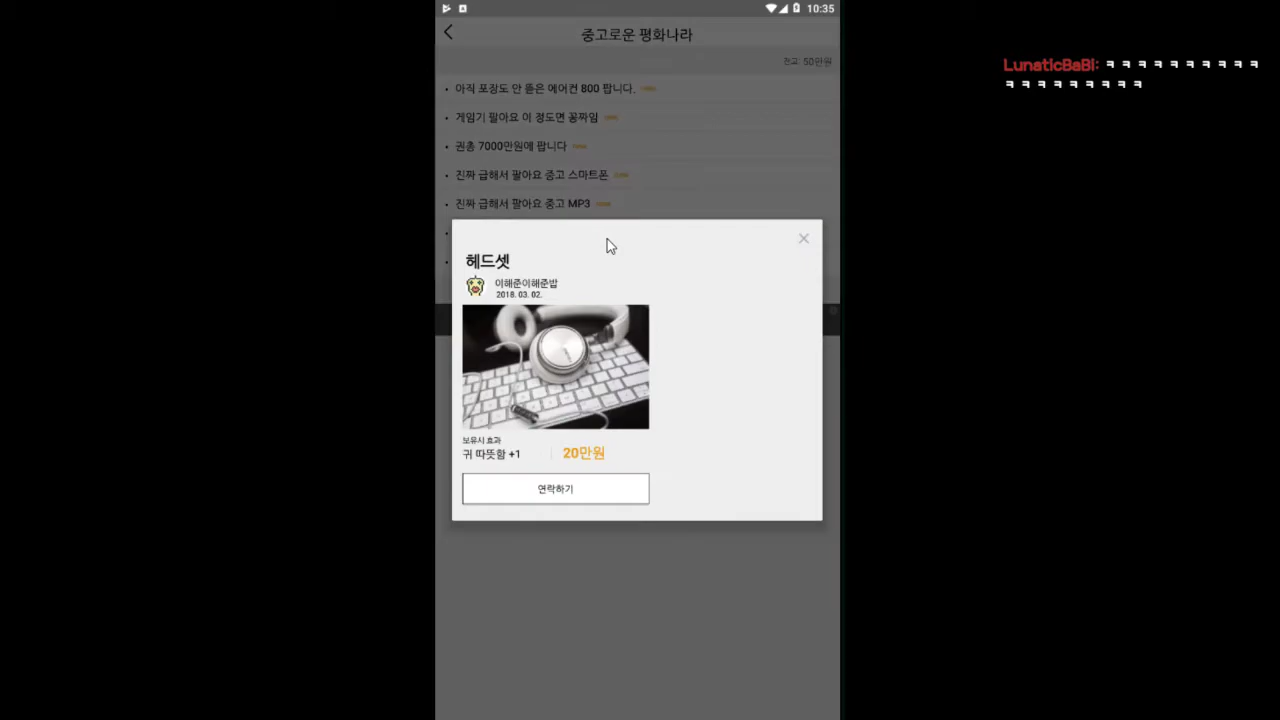 10:35
중고로운 평화나라
잔고: 50만원
• 아직 포장도 안 뜯은 에어컨 800 팝니다.
• 게임기 팔아요 이 정도면 꽁짜임
• 권총 7000만원에 팝니다
• 진짜 급해서 팔아요 중고 스마트폰
• 진짜 급해서 팔아요 중고 MP3
헤드셋
이해준이해준밥
2018. 03. 02.
보유시 효과
귀 따뜻함 +1
20만원
연락하기
LunaticBaBi: ㅋㅋㅋㅋㅋㅋㅋㅋㅋㅋ
ㅋㅋㅋㅋㅋㅋㅋㅋㅋ